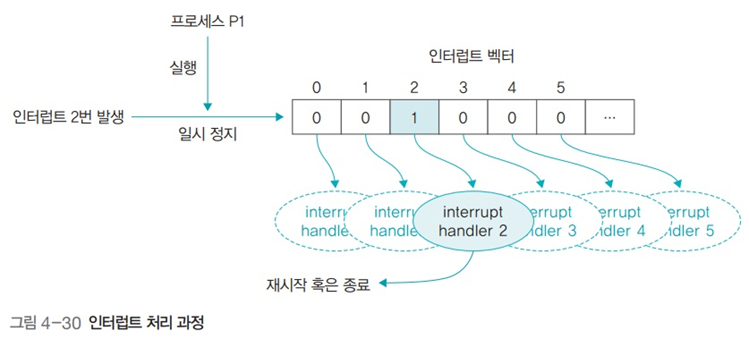 프로세스 P1
인터럽트 벡터
실행
0 1 2 3 4 5
인터럽트 2번 발생
0 0 1 0 0 0 ...
일시 정지
interru interru interrupt errupt errupt errupt
handle handle handler 2 dler 3 dler 4 dler 5
재시작 혹은 종료
그림 4-30 인터럽트 처리 과정